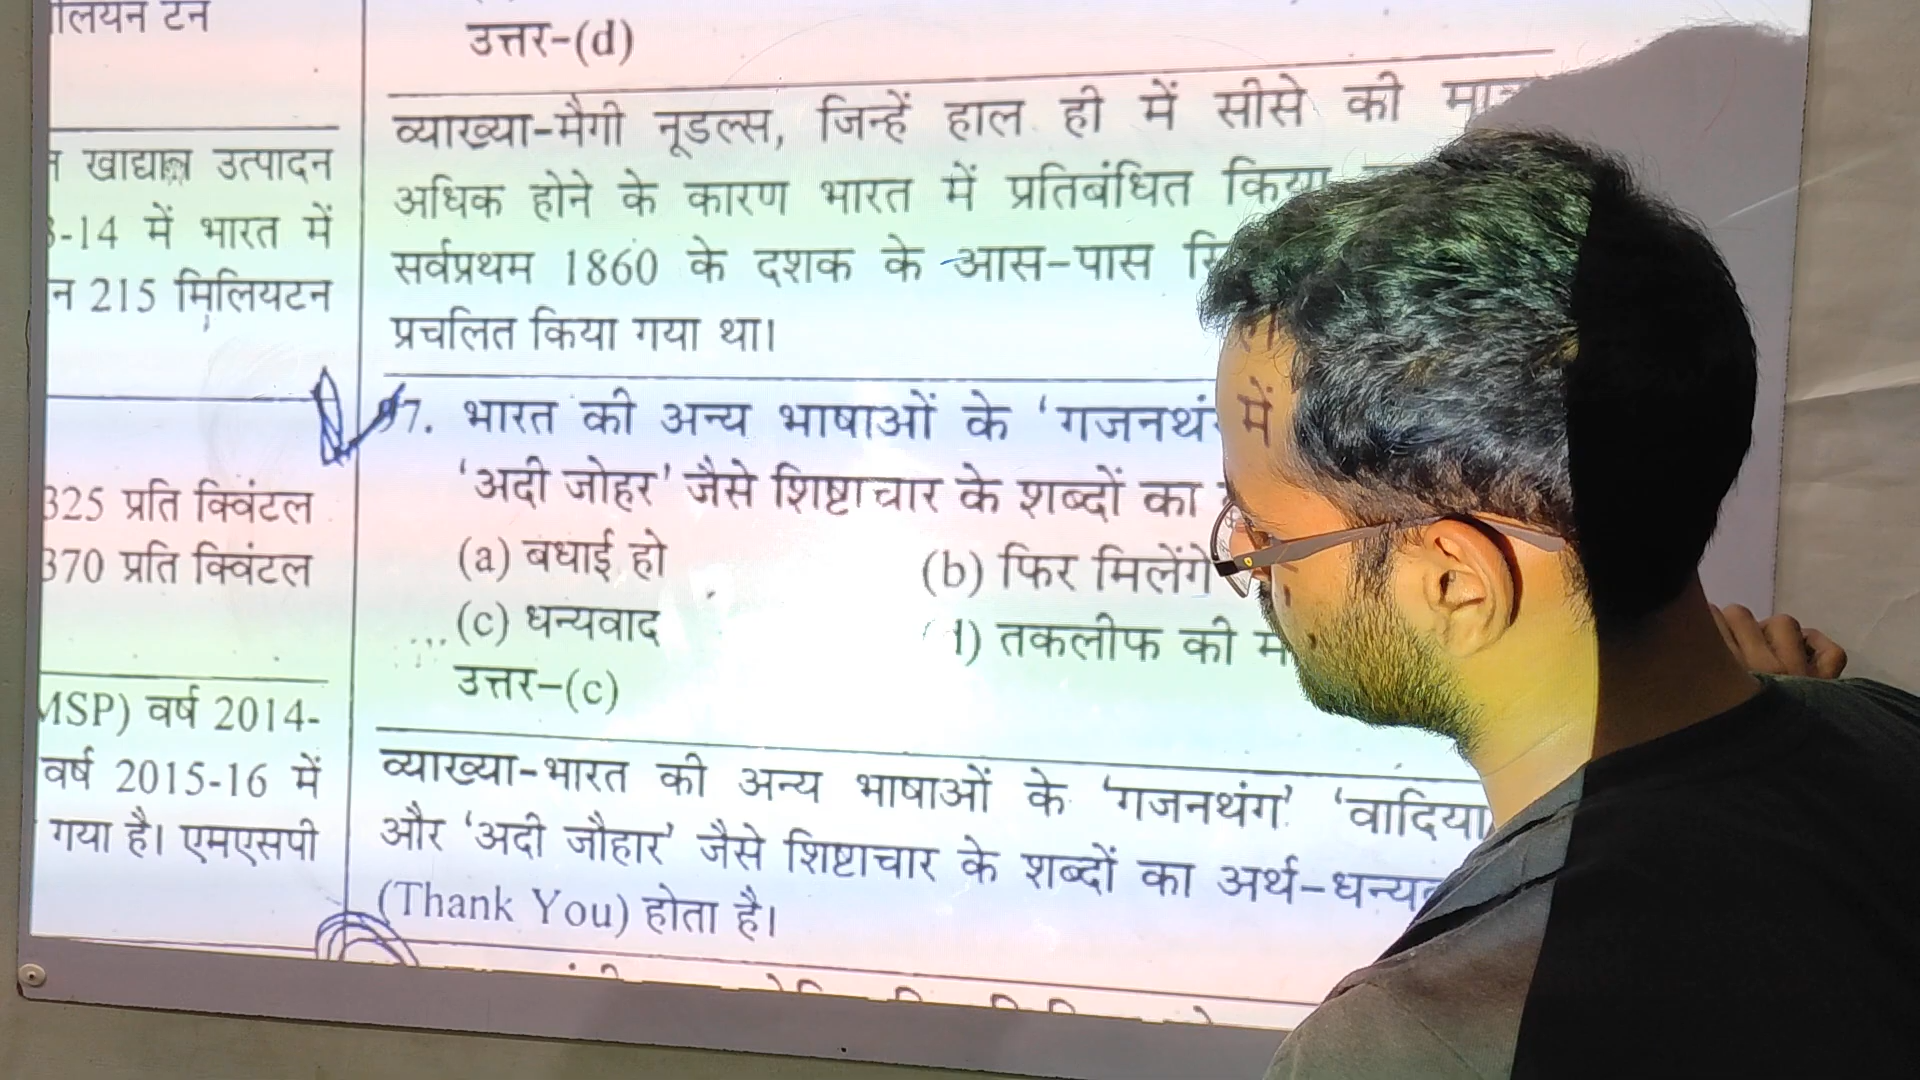 टन
खाद्यान्न उत्पादन
-14 में भारत में
215 मिलियटन
325 प्रति क्विंटल
370 प्रति क्विंटल
MSP) वर्ष 2014-
वर्ष 2015-16 में
गया है। एमएसपी
उत्तर-(d)
व्याख्या-मैगी नूडल्स, जिन्हें हाल ही में सीसे की
अधिक होने के कारण भारत में प्रतिबंधित किया
सर्वप्रथम 1860 के दशक के आस-पास
प्रचलित किया गया था।
97. भारत की अन्य भाषाओं के 'गजनथं में
'अदी जोहर' जैसे शिष्टाचार के शब्दों का
(a) बधाई हो (b) फिर मिलेंगे
(c) धन्यवाद d) तकलीफ की
उत्तर-(c)
व्याख्या-भारत की अन्य भाषाओं के 'गजनथंग' 'वादिया
और 'अदी जौहार' जैसे शिष्टाचार के शब्दों का अर्थ-धन्यव
(Thank You) होता है।